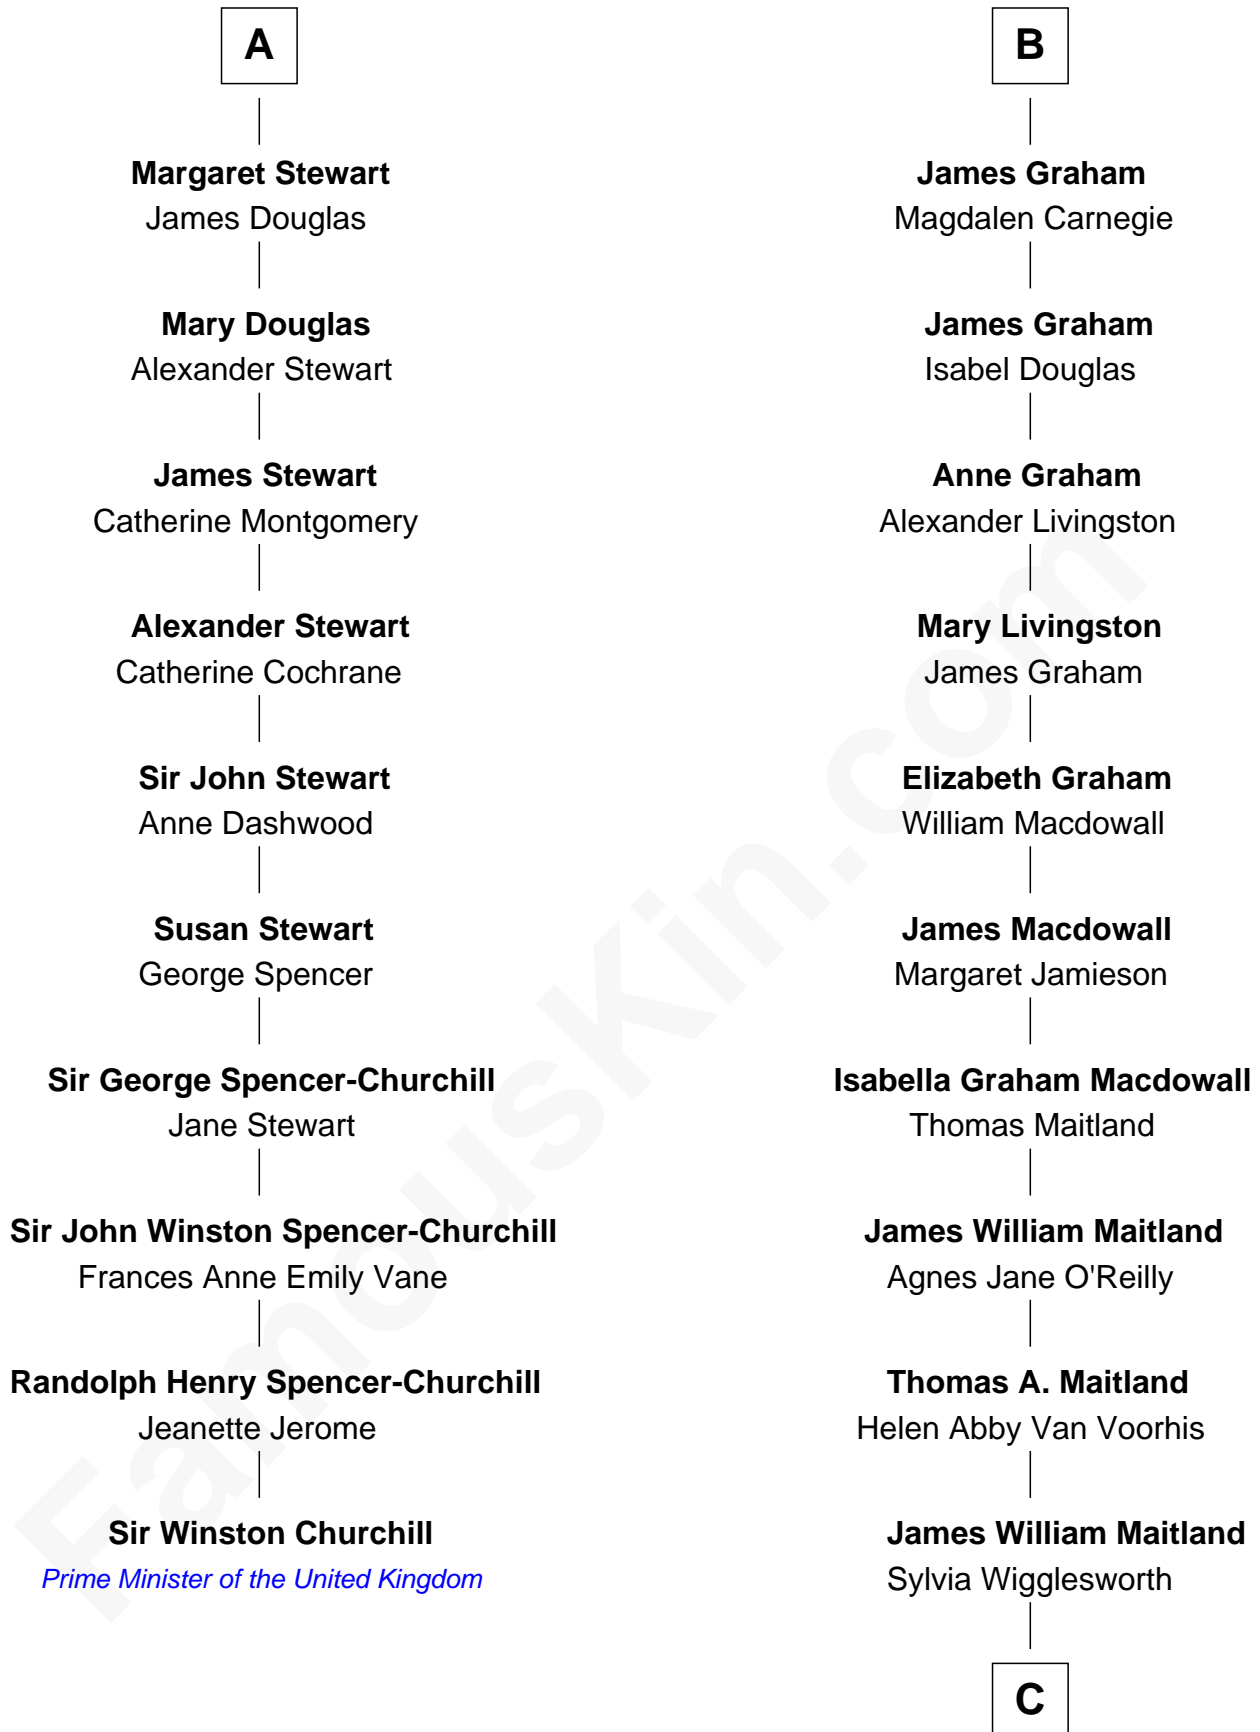 A
Margaret Stewart
James Douglas
Mary Douglas
Alexander Stewart
James Stewart
Catherine Montgomery
Alexander Stewart
Catherine Cochrane
Sir John Stewart
Anne Dashwood
Susan Stewart
George Spencer
Sir George Spencer-Churchill
Jane Stewart
Sir John Winston Spencer-Churchill
Frances Anne Emily Vane
Randolph Henry Spencer-Churchill
Jeanette Jerome
Sir Winston Churchill
Prime Minister of the United Kingdom
B
James Graham
Magdalen Carnegie
James Graham
Isabel Douglas
Anne Graham
Alexander Livingston
Mary Livingston
James Graham
Elizabeth Graham
William Macdowall
James Macdowall
Margaret Jamieson
Isabella Graham Macdowall
Thomas Maitland
James William Maitland
Agnes Jane O'Reilly
Thomas A. Maitland
Helen Abby Van Voorhis
James William Maitland
Sylvia Wigglesworth
C
FamousKin.com